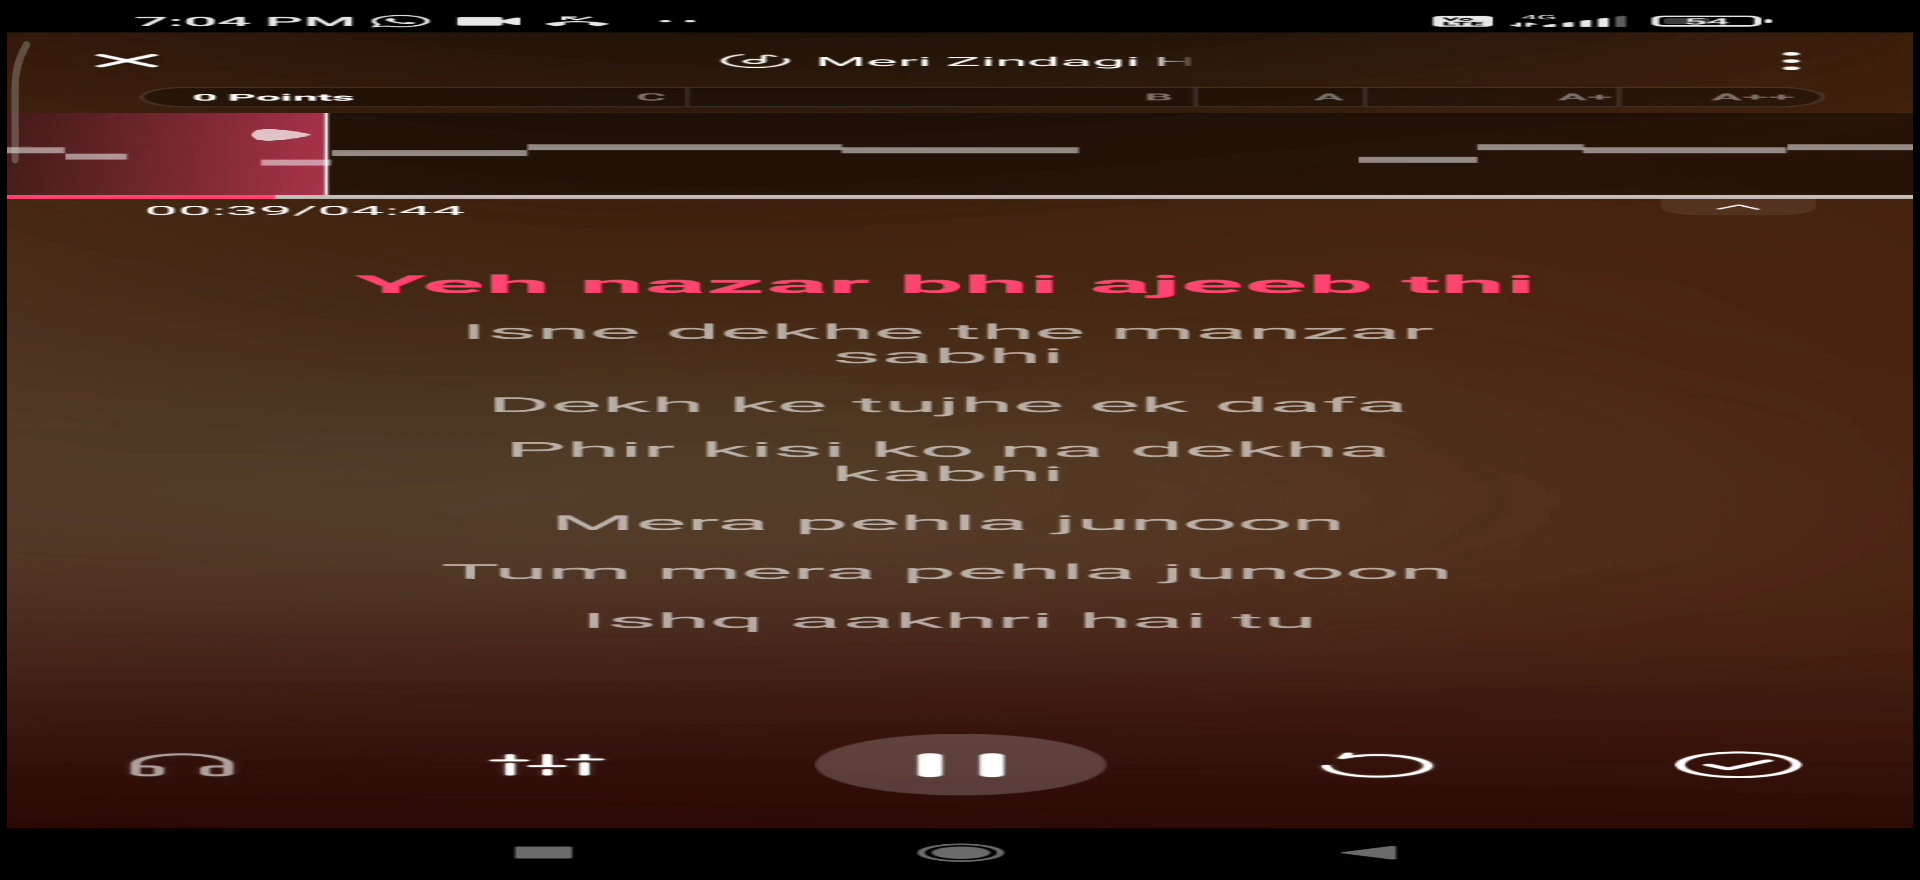 7:04 PM
4G
54
Meri Zindagi H
0 Points C B A A+ A++
00:39/04:44
Yeh nazar bhi ajeeb thi
Isne dekhe the manzar
sabhi
Dekh ke tujhe ek dafa
Phir kisi ko na dekha
kabhi
Mera pehla junoon
Tum mera pehla junoon
Ishq aakhri hai tu